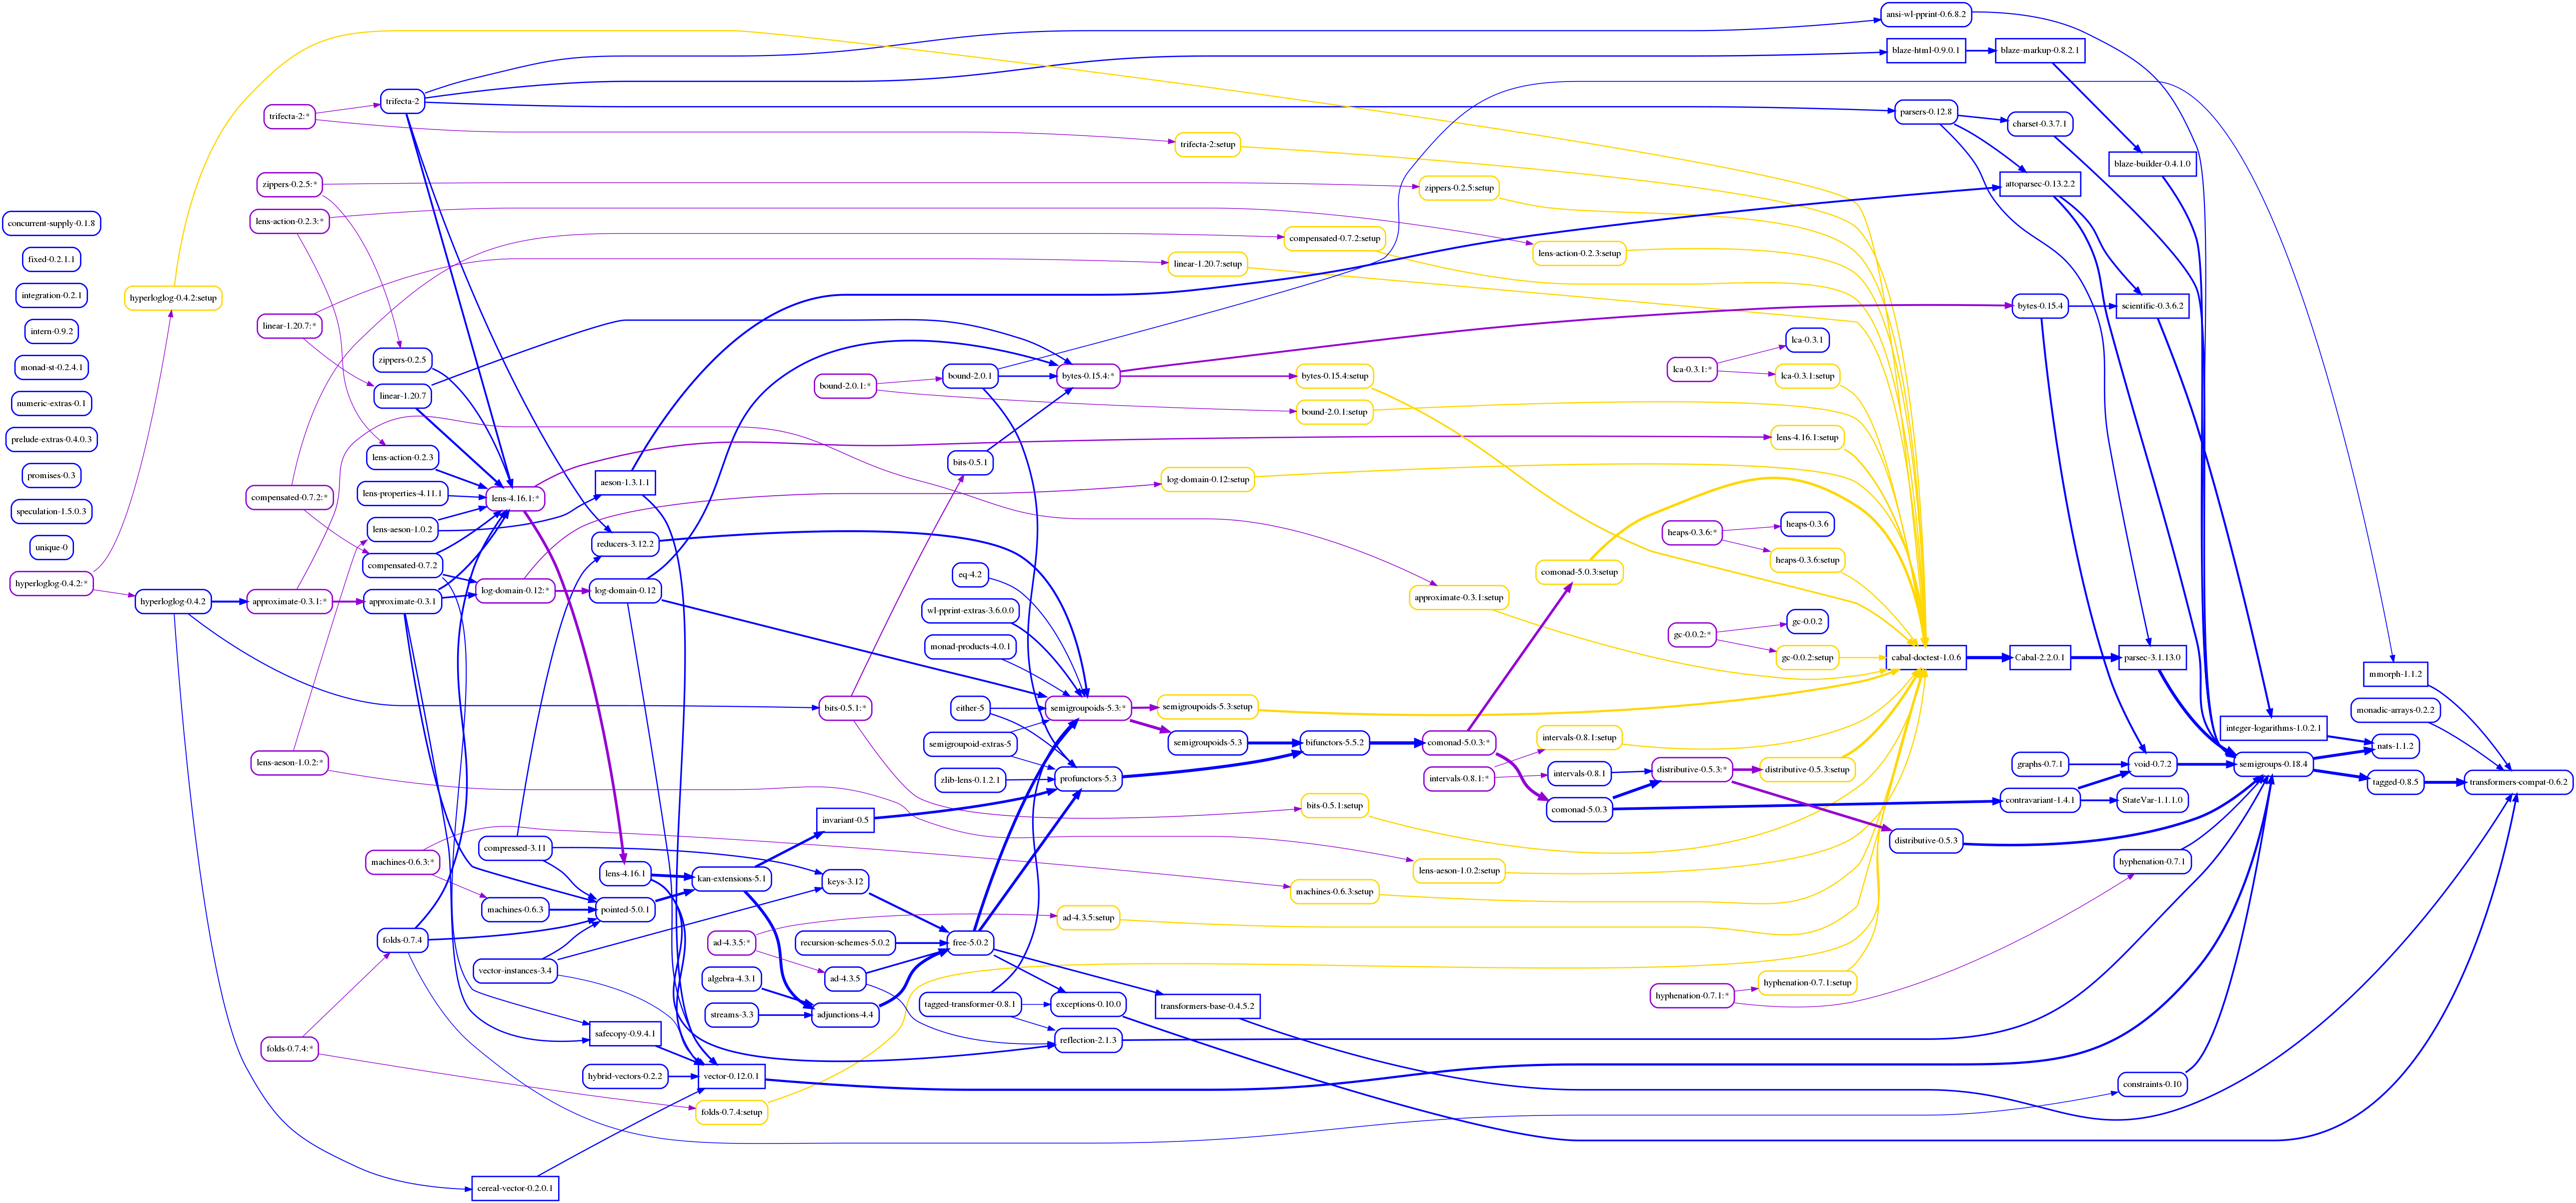 ansi-wl-pprint-0.6.8.2
blaze-html-0.9.0.1
blaze-markup-0.8.2.1
trifecta-2
trifecta-2:*
parsers-0.12.8
charset-0.3.7.1
trifecta-2:setup
blaze-builder-0.4.1.0
zippers-0.2.5:*
zippers-0.2.5:setup
attoparsec-0.13.2.2
concurrent-supply-0.1.8
lens-action-0.2.3:*
compensated-0.7.2:setup
lens-action-0.2.3:setup
fixed-0.2.1.1
linear-1.20.7:setup
integration-0.2.1
hyperloglog-0.4.2:setup
bytes-0.15.4
scientific-0.3.6.2
intern-0.9.2
linear-1.20.7:*
lca-0.3.1
zippers-0.2.5
monad-st-0.2.4.1
lca-0.3.1:*
lca-0.3.1:setup
bound-2.0.1:*
bound-2.0.1
bytes-0.15.4:*
bytes-0.15.4:setup
linear-1.20.7
numeric-extras-0.1
bound-2.0.1:setup
prelude-extras-0.4.0.3
lens-4.16.1:setup
lens-action-0.2.3
bits-0.5.1
promises-0.3
log-domain-0.12:setup
aeson-1.3.1.1
lens-properties-4.11.1
compensated-0.7.2:*
lens-4.16.1:*
speculation-1.5.0.3
heaps-0.3.6
lens-aeson-1.0.2
heaps-0.3.6:*
unique-0
reducers-3.12.2
heaps-0.3.6:setup
compensated-0.7.2
comonad-5.0.3:setup
eq-4.2
hyperloglog-0.4.2:*
log-domain-0.12:*
log-domain-0.12
approximate-0.3.1:setup
hyperloglog-0.4.2
approximate-0.3.1:*
approximate-0.3.1
wl-pprint-extras-3.6.0.0
gc-0.0.2
gc-0.0.2:*
monad-products-4.0.1
gc-0.0.2:setup
cabal-doctest-1.0.6
Cabal-2.2.0.1
parsec-3.1.13.0
mmorph-1.1.2
bits-0.5.1:*
either-5
semigroupoids-5.3:*
semigroupoids-5.3:setup
monadic-arrays-0.2.2
integer-logarithms-1.0.2.1
semigroupoid-extras-5
semigroupoids-5.3
bifunctors-5.5.2
comonad-5.0.3:*
intervals-0.8.1:setup
nats-1.1.2
lens-aeson-1.0.2:*
zlib-lens-0.1.2.1
profunctors-5.3
intervals-0.8.1:*
intervals-0.8.1
distributive-0.5.3:*
distributive-0.5.3:setup
graphs-0.7.1
void-0.7.2
semigroups-0.18.4
tagged-0.8.5
transformers-compat-0.6.2
contravariant-1.4.1
StateVar-1.1.1.0
bits-0.5.1:setup
comonad-5.0.3
invariant-0.5
distributive-0.5.3
compressed-3.11
machines-0.6.3:*
hyphenation-0.7.1
lens-4.16.1
kan-extensions-5.1
keys-3.12
lens-aeson-1.0.2:setup
machines-0.6.3:setup
machines-0.6.3
pointed-5.0.1
ad-4.3.5:setup
folds-0.7.4
ad-4.3.5:*
recursion-schemes-5.0.2
free-5.0.2
vector-instances-3.4
algebra-4.3.1
ad-4.3.5
hyphenation-0.7.1:setup
hyphenation-0.7.1:*
tagged-transformer-0.8.1
exceptions-0.10.0
transformers-base-0.4.5.2
streams-3.3
adjunctions-4.4
safecopy-0.9.4.1
reflection-2.1.3
folds-0.7.4:*
hybrid-vectors-0.2.2
vector-0.12.0.1
constraints-0.10
folds-0.7.4:setup
cereal-vector-0.2.0.1